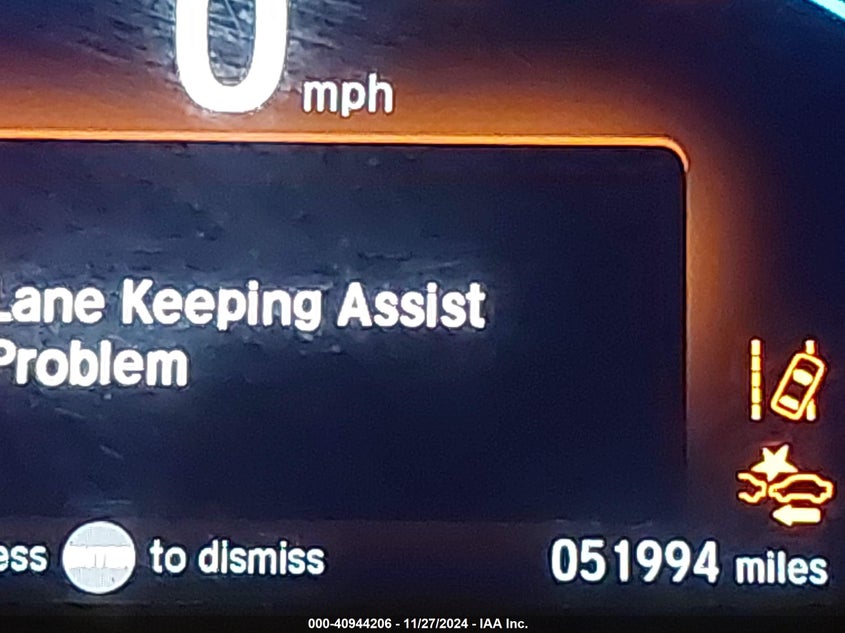 0 mph
Lane Keeping Assist
Problem
ess to dismiss
051994 miles
000-40944206 - 11/27/2024 - IAA Inc.